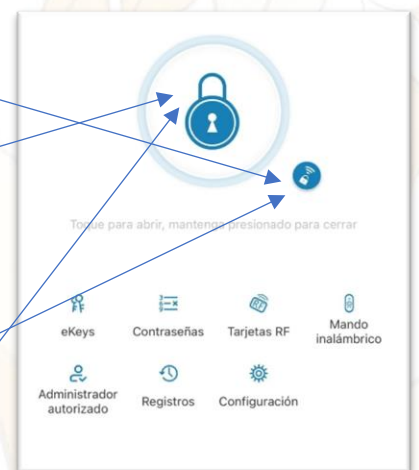 Toque para abrir, mantenga presionado para cerrar
eKeys
Contraseñas
Tarjetas RF
Mando
inalámbrico
Administrador
autorizado
Registros
Configuración